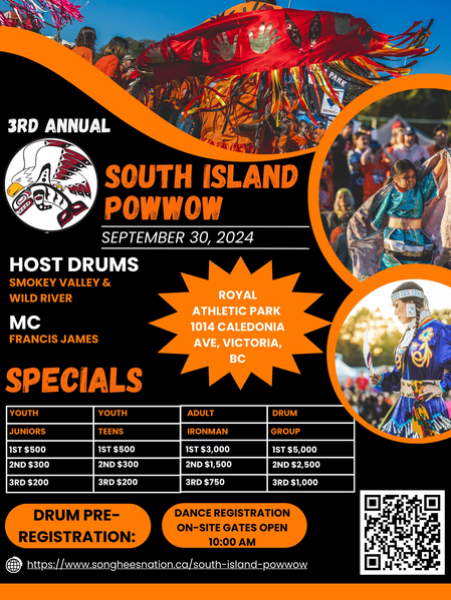 3RD ANNUAL
SOUTH ISLAND
POWWOW
SEPTEMBER 30, 2024
HOST DRUMS
SMOKEY VALLEY &
WILD RIVER
MC
FRANCIS JAMES
ROYAL
ATHLETIC PARK
1014 CALEDONIA
AVE, VICTORIA,
BC
SPECIALS
YOUTH YOUTH ADULT DRUM
JUNIORS TEENS IRONMAN GROUP
1ST $500 1ST $500 1ST $3,000 1ST $5,000
2ND $300 2ND $300 2ND $1,500 2ND $2,500
3RD $200 3RD $200 3RD $750 3RD $1,000
DRUM PRE-
REGISTRATION:
DANCE REGISTRATION
ON-SITE GATES OPEN
10:00 AM
https://www.songheesnation.ca/south-island-powwow
PARK